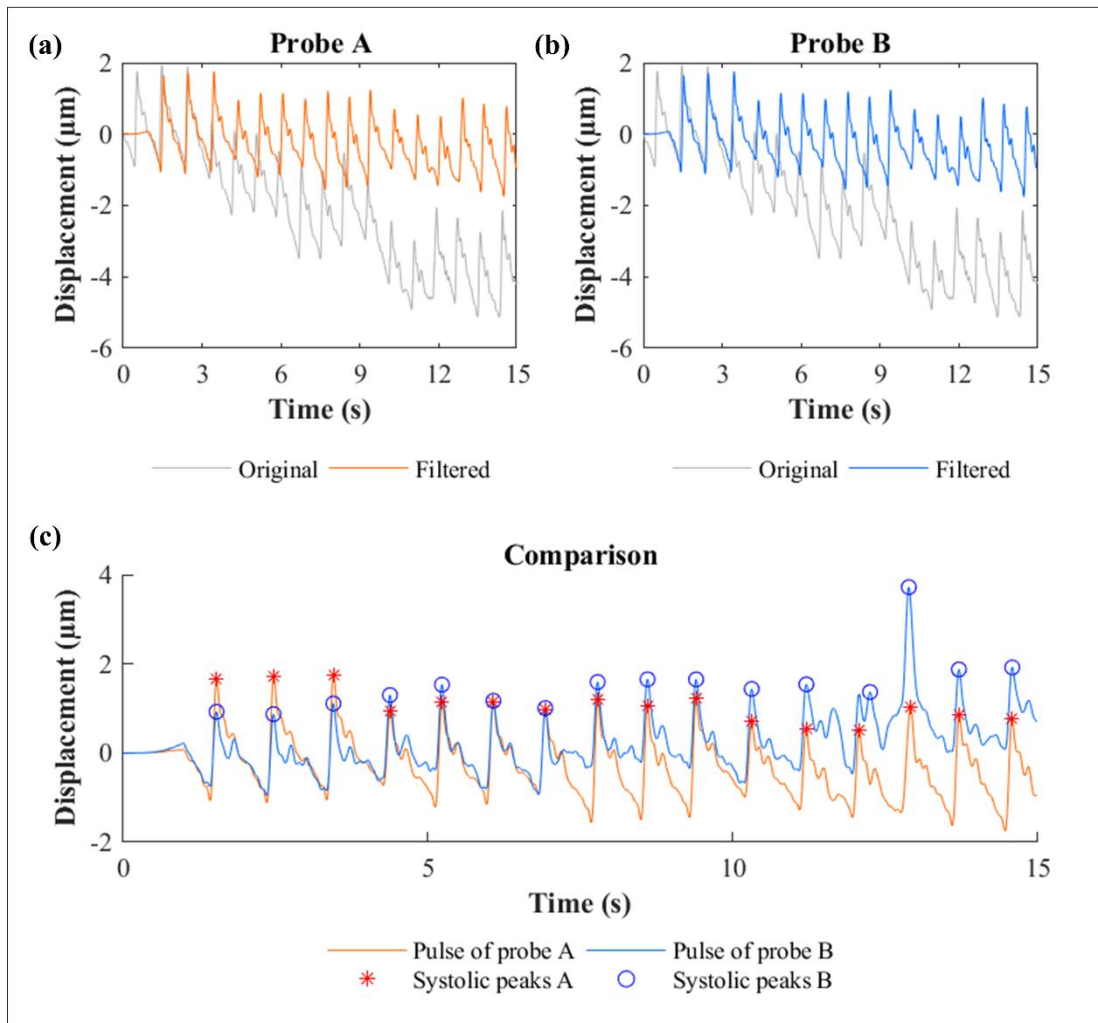 (a)
Probe A
Displacement (μm)
2
0
-2
-4
-6
0 3 6 9 12 15
Time (s)
Original Filtered
(b)
Probe B
Displacement (μm)
2
0
-2
-4
-6
0 3 6 9 12 15
Time (s)
Original Filtered
(c)
Comparison
Displacement (μm)
4
2
0
-2
0 5 10 15
Time (s)
Pulse of probe A Pulse of probe B
Systolic peaks A Systolic peaks B